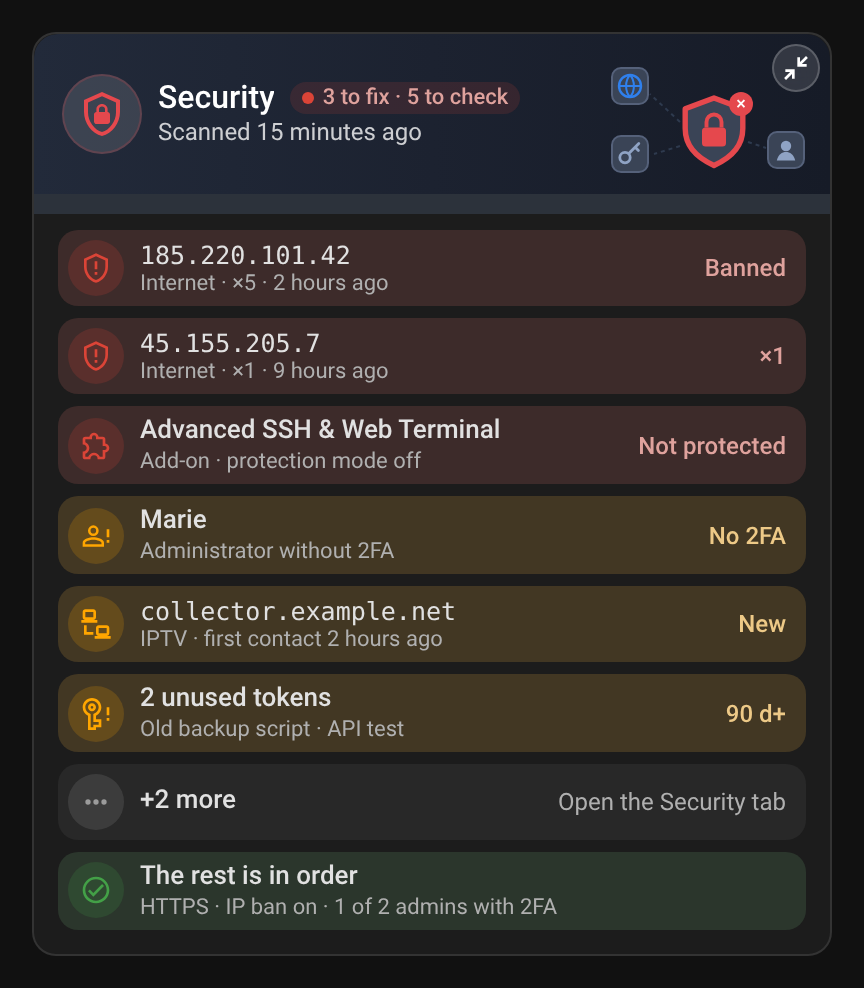 Security
3 to fix · 5 to check
Scanned 15 minutes ago
185.220.101.42
Internet · ×5 · 2 hours ago
Banned
45.155.205.7
Internet · ×1 · 9 hours ago
×1
Advanced SSH & Web Terminal
Add-on · protection mode off
Not protected
Marie
Administrator without 2FA
No 2FA
collector.example.net
IPTV · first contact 2 hours ago
New
2 unused tokens
Old backup script · API test
90 d+
+2 more
Open the Security tab
The rest is in order
HTTPS · IP ban on · 1 of 2 admins with 2FA